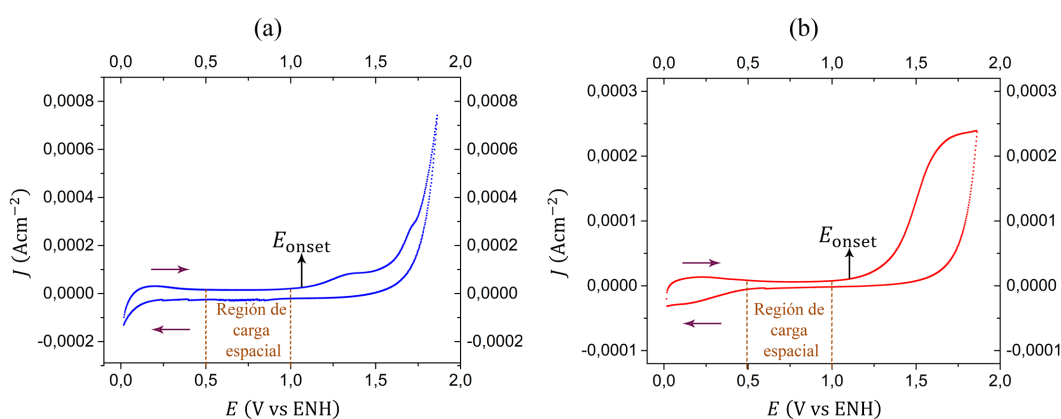 (a)
0,0 0,5 1,0 1,5 2,0
0,0008 0,0008
0,0006 0,0006
0,0004 0,0004
0,0002 0,0002
0,0000 0,0000
-0,0002 -0,0002
J (Acm⁻²)
E_onset
Región de
carga
espacial
0,0 0,5 1,0 1,5 2,0
E (V vs ENH)
(b)
0,0 0,5 1,0 1,5 2,0
0,0003 0,0003
0,0002 0,0002
0,0001 0,0001
0,0000 0,0000
-0,0001 -0,0001
J (Acm⁻²)
E_onset
Región de
carga
espacial
0,0 0,5 1,0 1,5 2,0
E (V vs ENH)